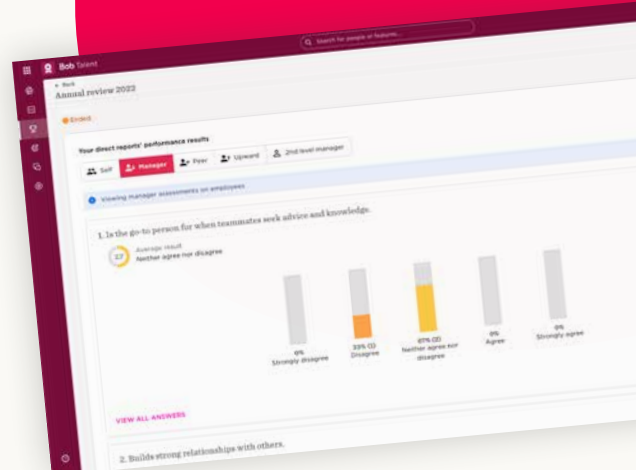 Bob Talent
Search for people or features...
← Back
Annual review 2022
Ended
Your direct reports' performance results
Self
Manager
Peer
Upward
2nd level manager
Viewing manager assessments on employees
1. Is the go-to person for when teammates seek advice and knowledge.
Average result
Neither agree nor disagree
0%
Strongly disagree
33% (1)
Disagree
67% (2)
Neither agree nor
disagree
0%
Agree
0%
Strongly agree
VIEW ALL ANSWERS
2. Builds strong relationships with others.